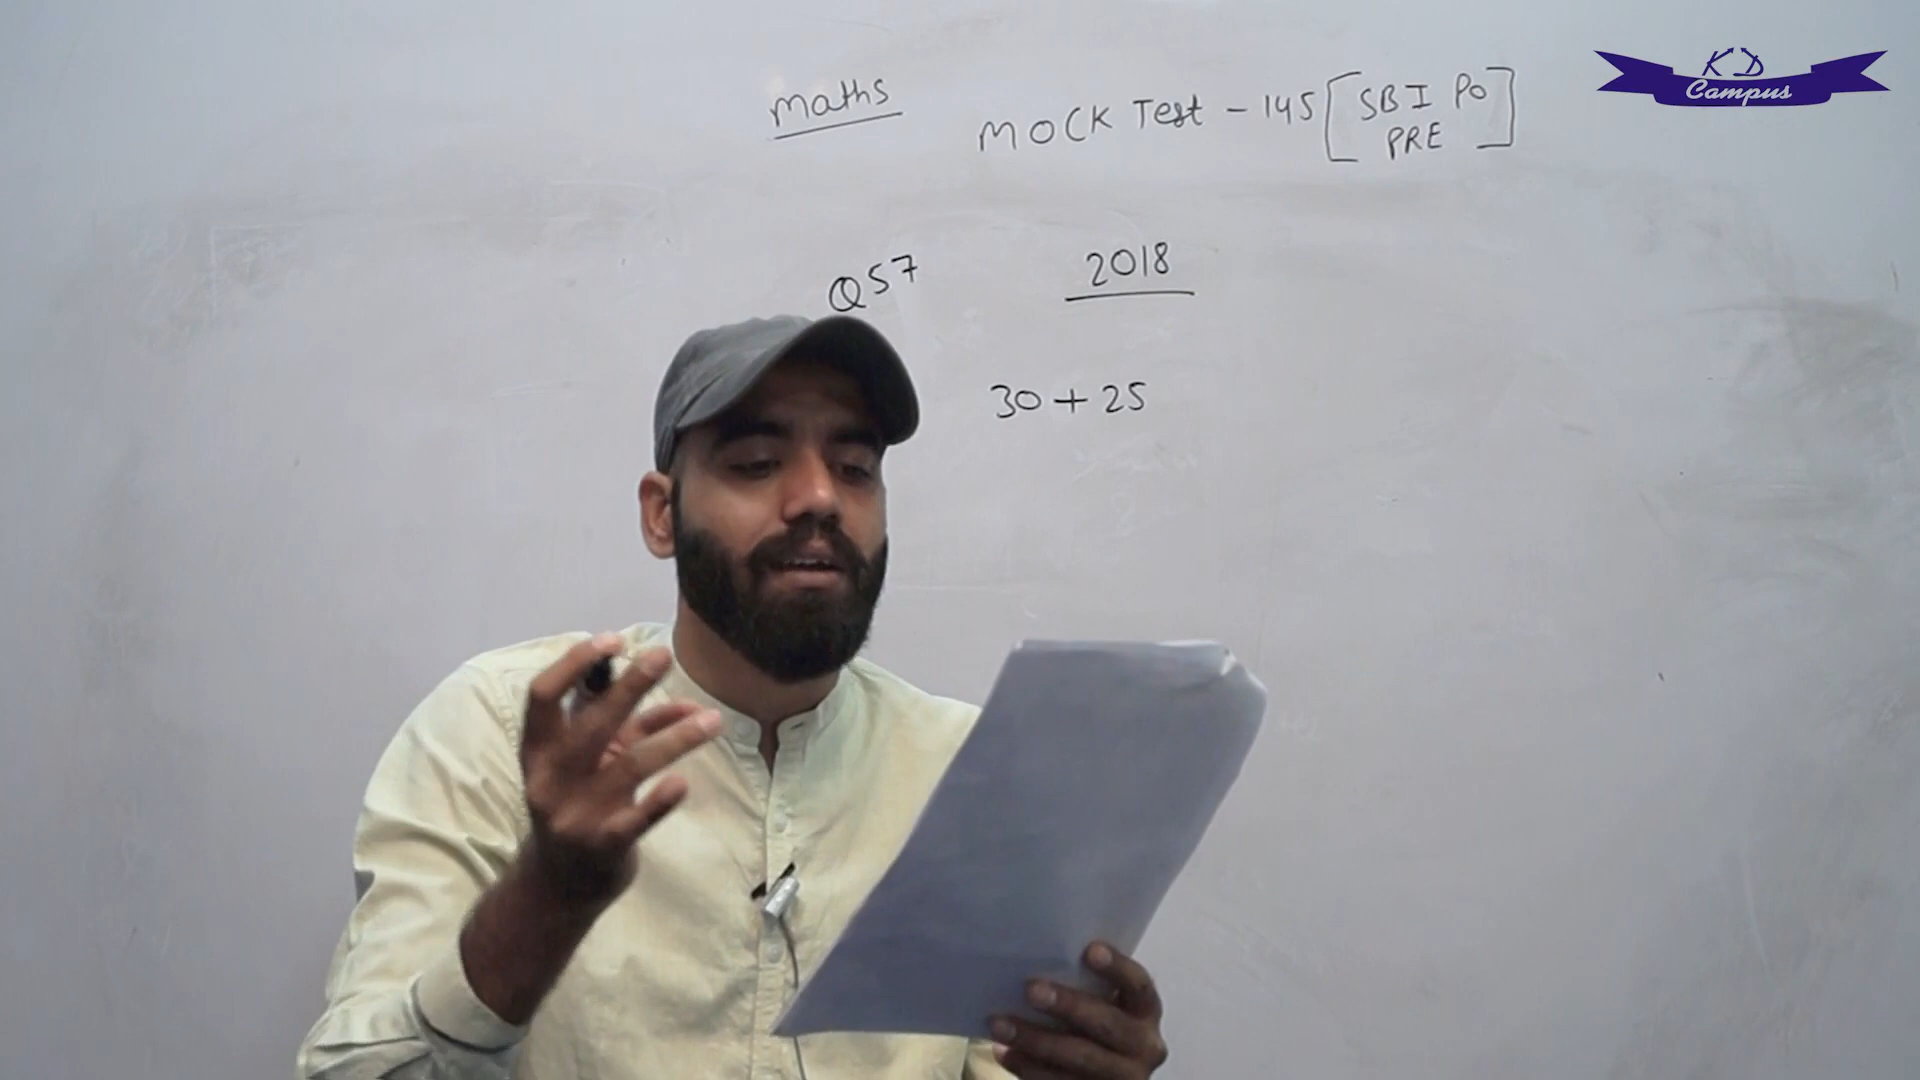 KD
Campus
maths
MOCK Test - 145 [SBI PO
PRE]
Q57
2018
30 + 25